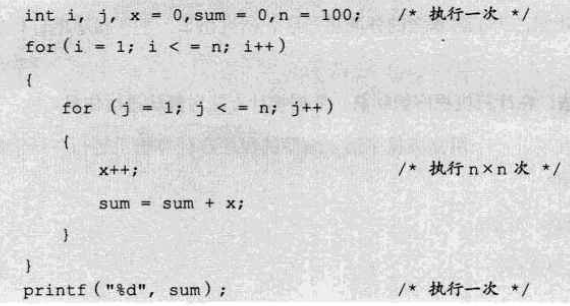 int i, j, x = 0,sum = 0,n = 100; /* 执行一次 */
for(i = 1; i < = n; i++)
{
for (j = 1; j < = n; j++)
{
x++; /* 执行n×n次 */
sum = sum + x;
}
}
printf("%d", sum); /* 执行一次 */